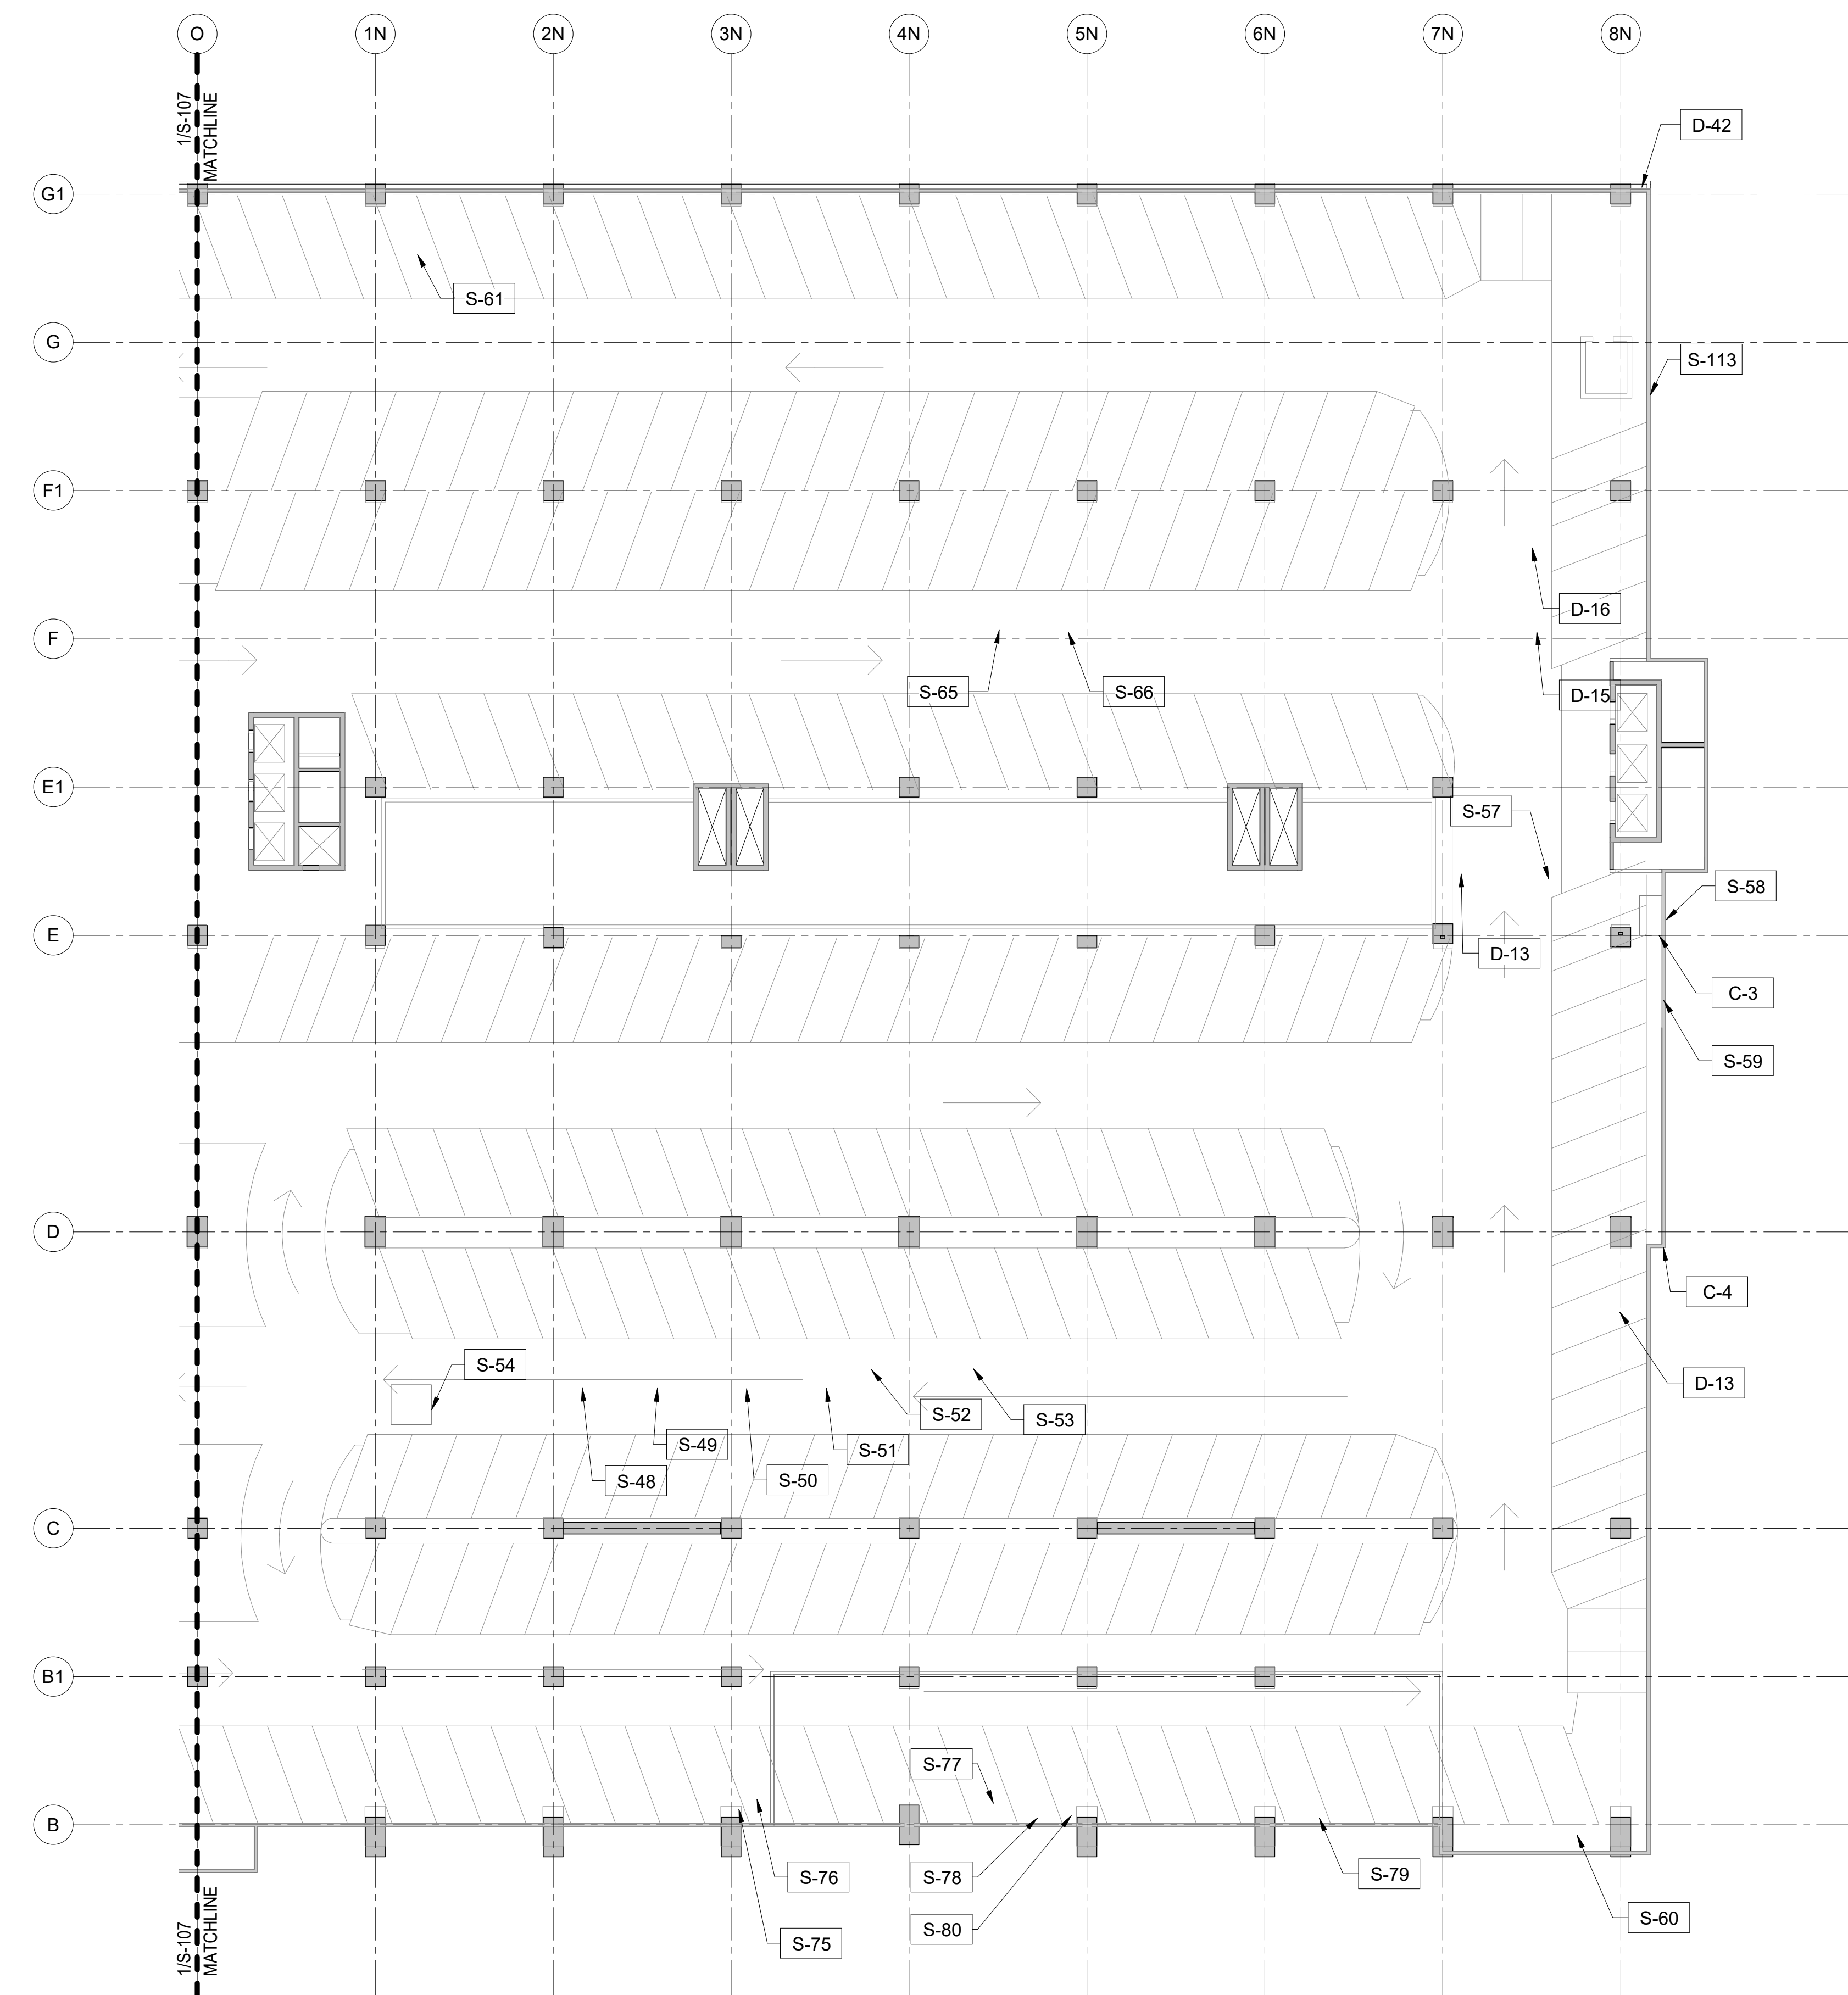 O
1N
2N
3N
4N
5N
6N
7N
8N
1/S-107
MATCHLINE
D-42
G1
S-61
G
S-113
F1
D-16
F
S-65
S-66
D-15
E1
S-57
S-58
E
D-13
C-3
S-59
D
C-4
S-54
D-13
S-52
S-53
S-49
S-51
S-48
S-50
C
B1
S-77
B
S-76
S-78
S-79
S-60
S-80
S-75
1/S-107
MATCHLINE